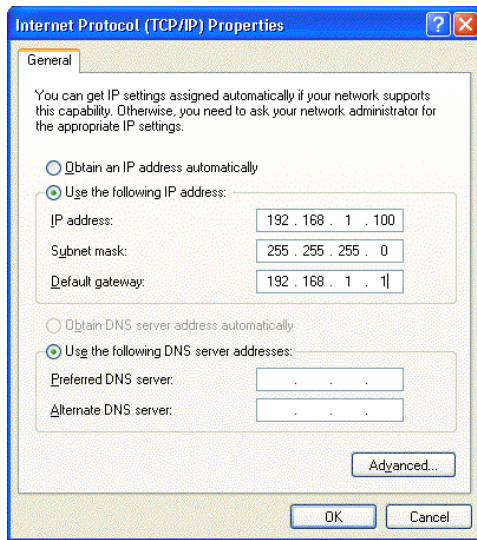 Internet Protocol (TCP/IP) Properties
General
You can get IP settings assigned automatically if your network supports
this capability. Otherwise, you need to ask your network administrator for
the appropriate IP settings.
Obtain an IP address automatically
Use the following IP address:
IP address: 192 . 168 . 1 . 100
Subnet mask: 255 . 255 . 255 . 0
Default gateway: 192 . 168 . 1 . 1
Obtain DNS server address automatically
Use the following DNS server addresses:
Preferred DNS server: . . .
Alternate DNS server: . . .
Advanced...
OK Cancel